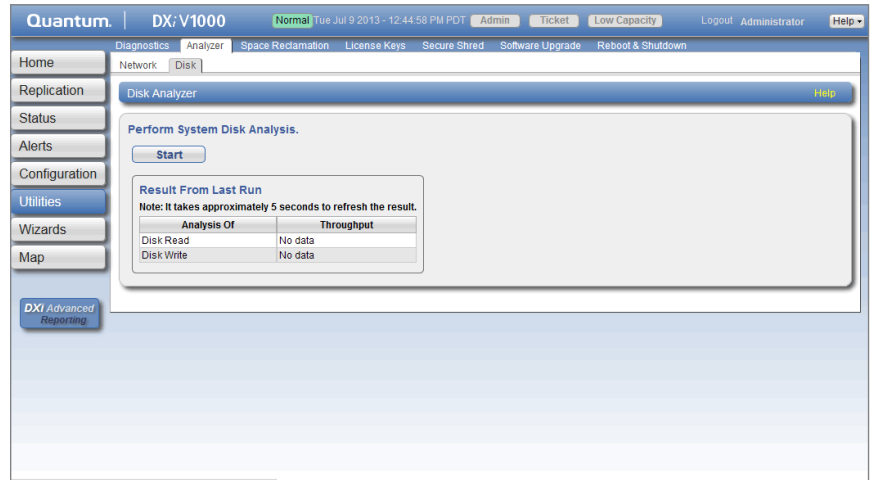 Quantum. DXi V1000 Normal Tue Jul 9 2013 - 12:44:58 PM PDT Admin Ticket Low Capacity Logout Administrator Help
Diagnostics Analyzer Space Reclamation License Keys Secure Shred Software Upgrade Reboot & Shutdown
Network Disk
Home
Replication
Status
Alerts
Configuration
Utilities
Wizards
Map
DXi Advanced
Reporting
Disk Analyzer Help
Perform System Disk Analysis.
Start
Result From Last Run
Note: It takes approximately 5 seconds to refresh the result.
Analysis Of Throughput
Disk Read No data
Disk Write No data